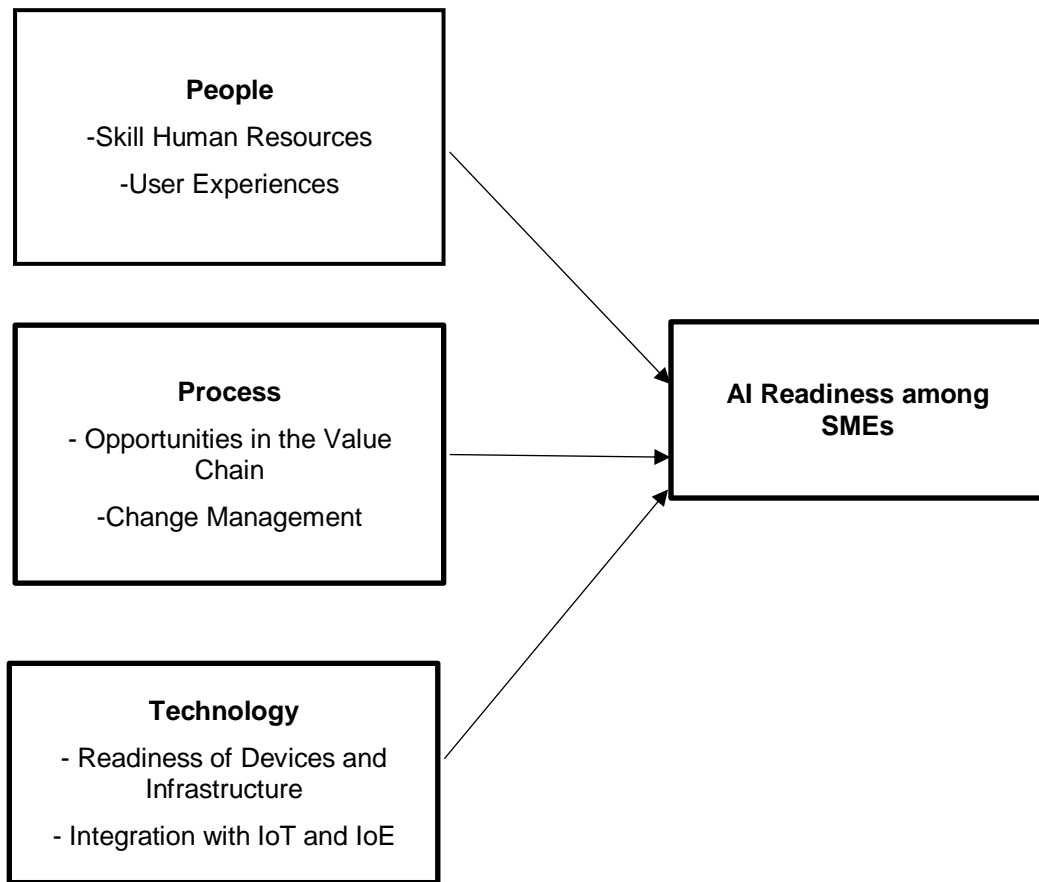 People
-Skill Human Resources
-User Experiences
Process
- Opportunities in the Value
Chain
-Change Management
AI Readiness among
SMEs
Technology
- Readiness of Devices and
Infrastructure
- Integration with IoT and IoE